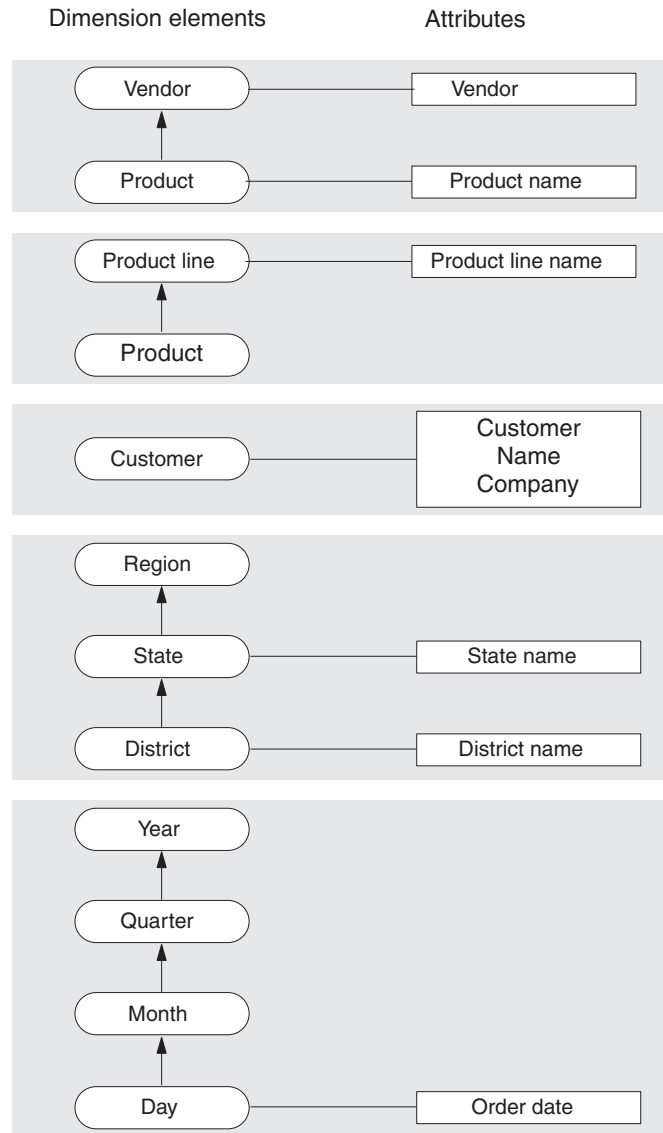 Dimension elements
Attributes
Vendor
Vendor
Product
Product name
Product line
Product line name
Product
Customer
Customer
Name
Company
Region
State
State name
District
District name
Year
Quarter
Month
Day
Order date